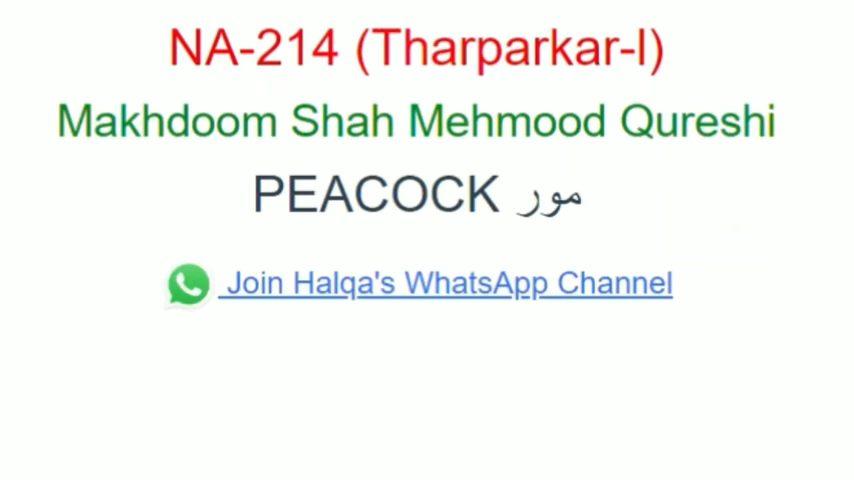 NA-214 (Tharparkar-I)
Makhdoom Shah Mehmood Qureshi
PEACOCK مور
Join Halqa's WhatsApp Channel